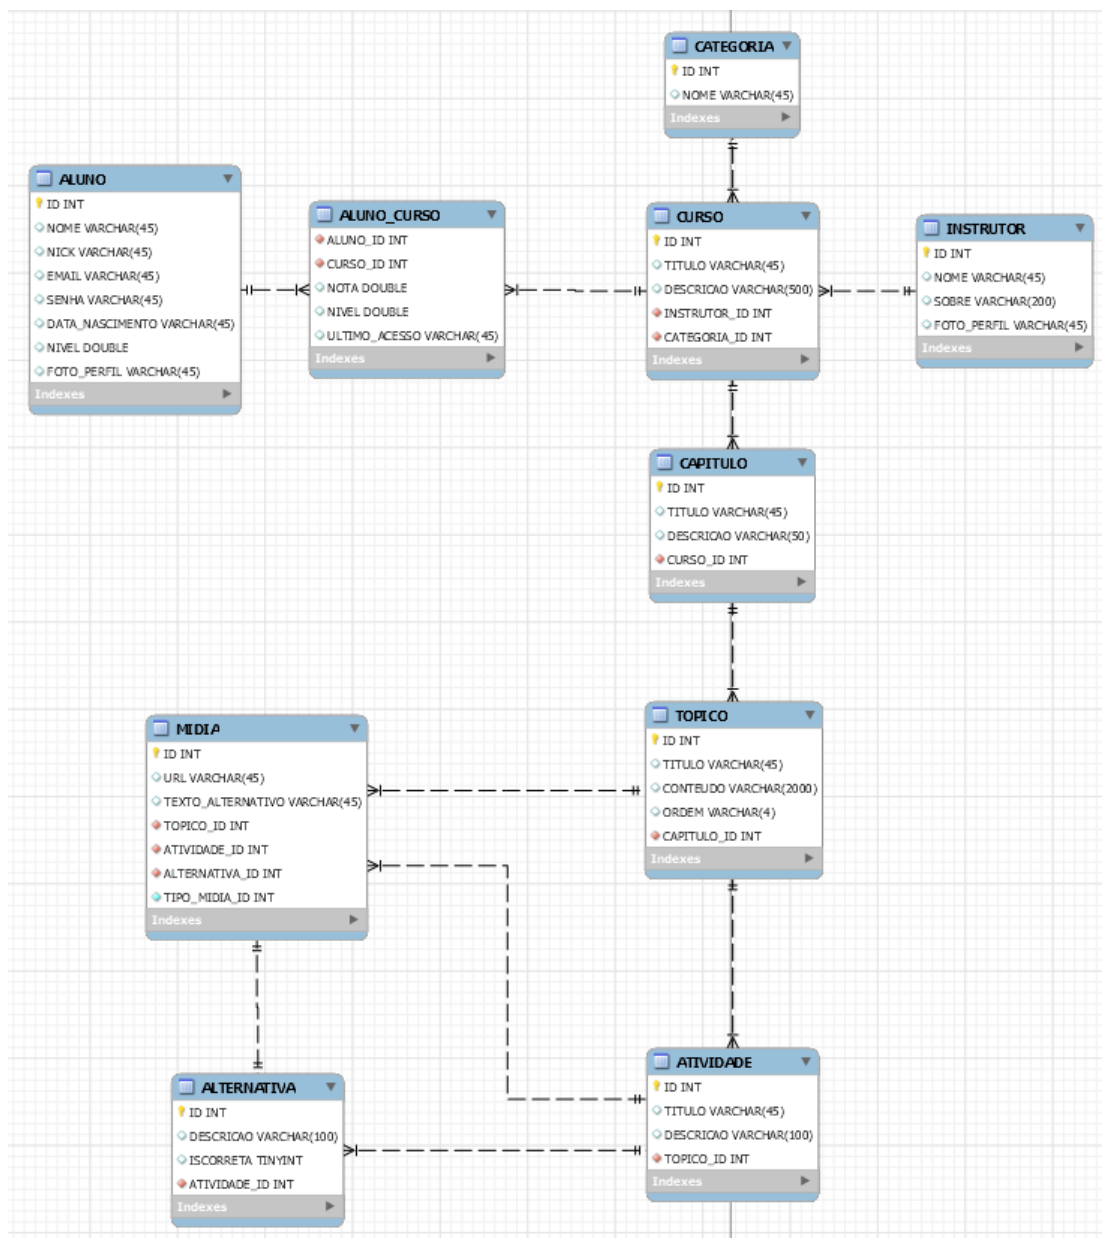 CATEGORIA
ID INT
NOME VARCHAR(45)
Indexes
ALUNO
ID INT
NOME VARCHAR(45)
NICK VARCHAR(45)
EMAIL VARCHAR(45)
SENHA VARCHAR(45)
DATA_NASCIMENTO VARCHAR(45)
NIVEL DOUBLE
FOTO_PERFIL VARCHAR(45)
Indexes
ALUNO_CURSO
ALUNO_ID INT
CURSO_ID INT
NOTA DOUBLE
NIVEL DOUBLE
ULTIMO_ACESSO VARCHAR(45)
Indexes
CURSO
ID INT
TITULO VARCHAR(45)
DESCRICAO VARCHAR(500)
INSTRUTOR_ID INT
CATEGORIA_ID INT
Indexes
INSTRUTOR
ID INT
NOME VARCHAR(45)
SOBRE VARCHAR(200)
FOTO_PERFIL VARCHAR(45)
Indexes
CAPITULO
ID INT
TITULO VARCHAR(45)
DESCRICAO VARCHAR(50)
CURSO_ID INT
Indexes
MIDIA
ID INT
URL VARCHAR(45)
TEXTO_ALTERNATIVO VARCHAR(45)
TOPICO_ID INT
ATIVIDADE_ID INT
ALTERNATIVA_ID INT
TIPO_MIDIA_ID INT
Indexes
TOPICO
ID INT
TITULO VARCHAR(45)
CONTEUDO VARCHAR(2000)
ORDEM VARCHAR(4)
CAPITULO_ID INT
Indexes
ALTERNATIVA
ID INT
DESCRICAO VARCHAR(100)
ISCORRETA TINYINT
ATIVIDADE_ID INT
Indexes
ATIVIDADE
ID INT
TITULO VARCHAR(45)
DESCRICAO VARCHAR(100)
TOPICO_ID INT
Indexes